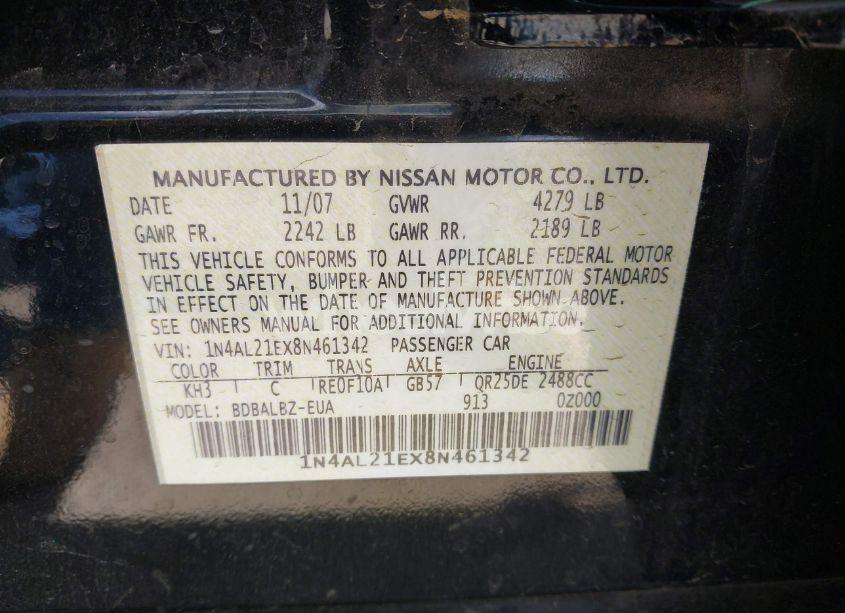 MANUFACTURED BY NISSAN MOTOR CO., LTD.
DATE 11/07 GVWR 4279 LB
GAWR FR. 2242 LB GAWR RR. 2189 LB
THIS VEHICLE CONFORMS TO ALL APPLICABLE FEDERAL MOTOR
VEHICLE SAFETY, BUMPER AND THEFT PREVENTION STANDARDS
IN EFFECT ON THE DATE OF MANUFACTURE SHOWN ABOVE.
SEE OWNERS MANUAL FOR ADDITIONAL INFORMATION.
VIN: 1N4AL21EX8N461342 PASSENGER CAR
COLOR TRIM TRANS AXLE ENGINE
KH3 C RE0F10A GB57 QR25DE 2488CC
MODEL: BDBALBZ-EUA 913 0Z000
1N4AL21EX8N461342